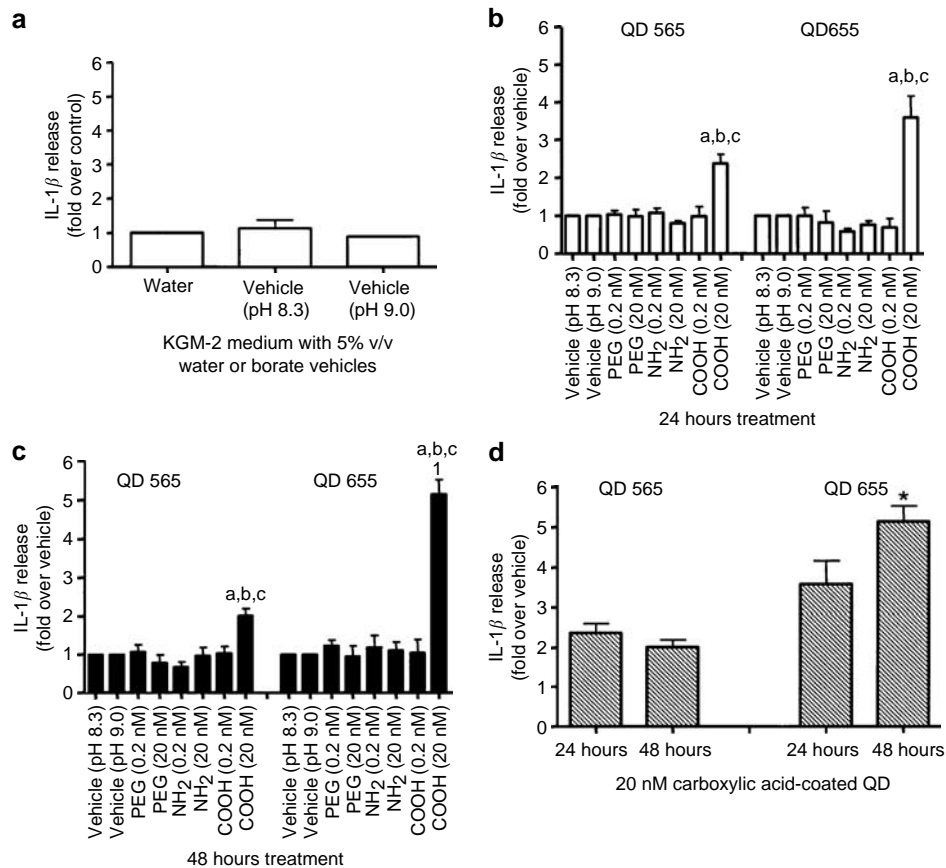 a
IL-1β release
(fold over control)
6
5
4
3
2
1
0
Water
Vehicle
(pH 8.3)
Vehicle
(pH 9.0)
KGM-2 medium with 5% v/v
water or borate vehicles
b
QD 565
QD655
IL-1β release
(fold over vehicle)
6
5
4
3
2
1
0
a,b,c
a,b,c
Vehicle (pH 8.3)
Vehicle (pH 9.0)
PEG (0.2 nM)
PEG (20 nM)
NH2 (0.2 nM)
NH2 (20 nM)
COOH (0.2 nM)
COOH (20 nM)
Vehicle (pH 8.3)
Vehicle (pH 9.0)
PEG (0.2 nM)
PEG (20 nM)
NH2 (0.2 nM)
NH2 (20 nM)
COOH (0.2 nM)
COOH (20 nM)
24 hours treatment
c
QD 565
QD 655
IL-1β release
(fold over vehicle)
6
5
4
3
2
1
0
a,b,c
a,b,c
1
Vehicle (pH 8.3)
Vehicle (pH 9.0)
PEG (0.2 nM)
PEG (20 nM)
NH2 (0.2 nM)
NH2 (20 nM)
COOH (0.2 nM)
COOH (20 nM)
Vehicle (pH 8.3)
Vehicle (pH 9.0)
PEG (0.2 nM)
PEG (20 nM)
NH2 (0.2 nM)
NH2 (20 nM)
COOH (0.2 nM)
COOH (20 nM)
48 hours treatment
d
QD 565
QD 655
IL-1β release
(fold over vehicle)
6
5
4
3
2
1
0
*
24 hours
48 hours
24 hours
48 hours
20 nM carboxylic acid-coated QD